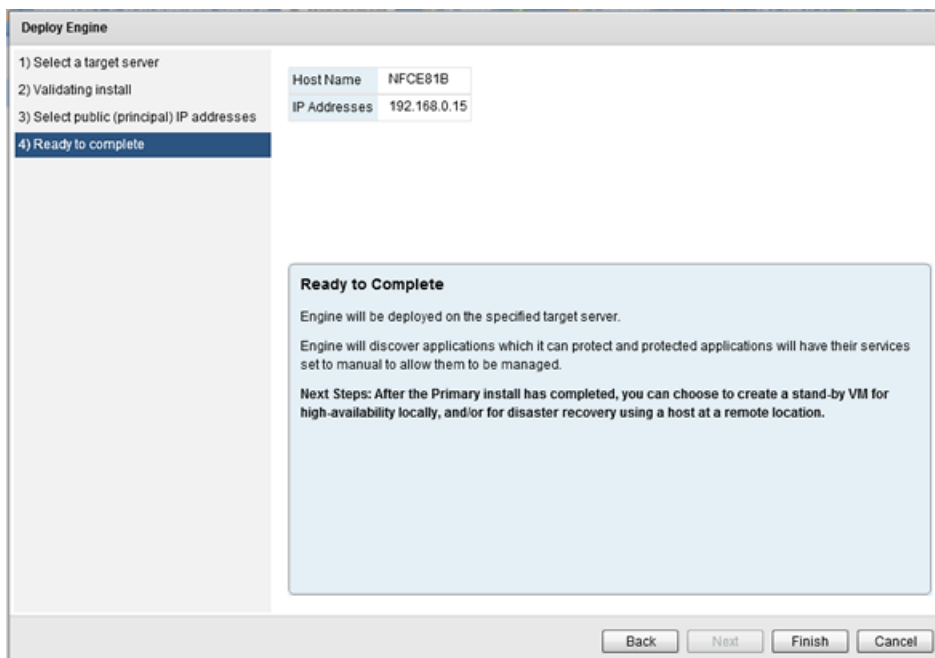 Deploy Engine
1) Select a target server
2) Validating install
3) Select public (principal) IP addresses
4) Ready to complete
Host Name NFCE81B
IP Addresses 192.168.0.15
Ready to Complete
Engine will be deployed on the specified target server.
Engine will discover applications which it can protect and protected applications will have their services
set to manual to allow them to be managed.
Next Steps: After the Primary install has completed, you can choose to create a stand-by VM for
high-availability locally, and/or for disaster recovery using a host at a remote location.
Back Next Finish Cancel